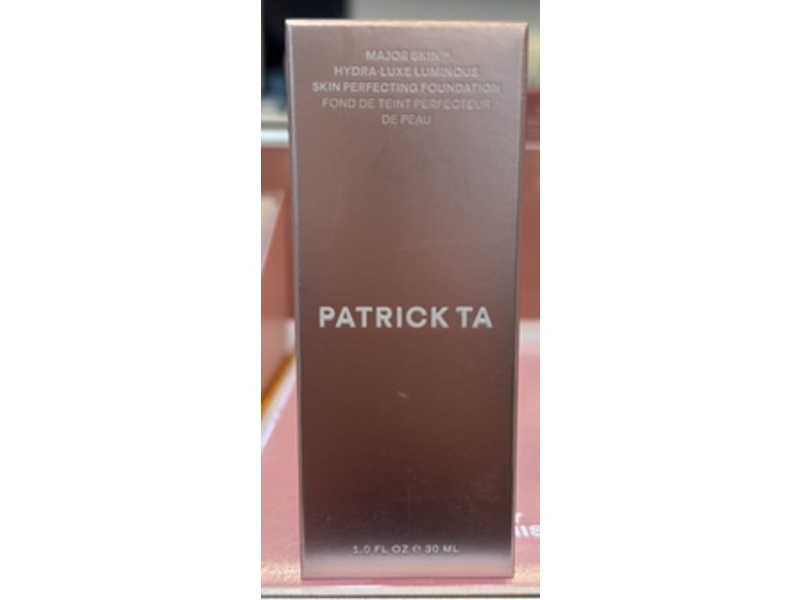 MAJOR SKIN™
HYDRA-LUXE LUMINOUS
SKIN PERFECTING FOUNDATION
FOND DE TEINT PERFECTEUR
DE PEAU
PATRICK TA
1.0 FL OZ ℮ 30 ML